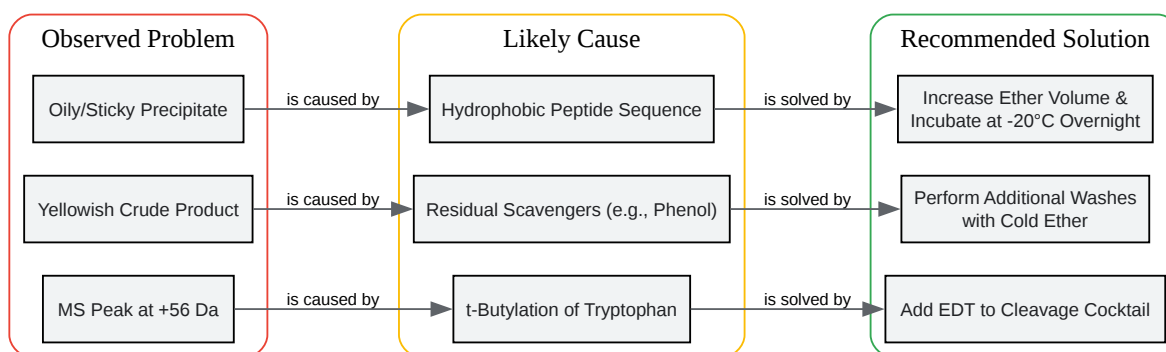 Observed Problem
Likely Cause
Recommended Solution
Oily/Sticky Precipitate
is caused by
Hydrophobic Peptide Sequence
is solved by
Increase Ether Volume &
Incubate at -20°C Overnight
Yellowish Crude Product
is caused by
Residual Scavengers (e.g., Phenol)
is solved by
Perform Additional Washes
with Cold Ether
MS Peak at +56 Da
is caused by
t-Butylation of Tryptophan
is solved by
Add EDT to Cleavage Cocktail